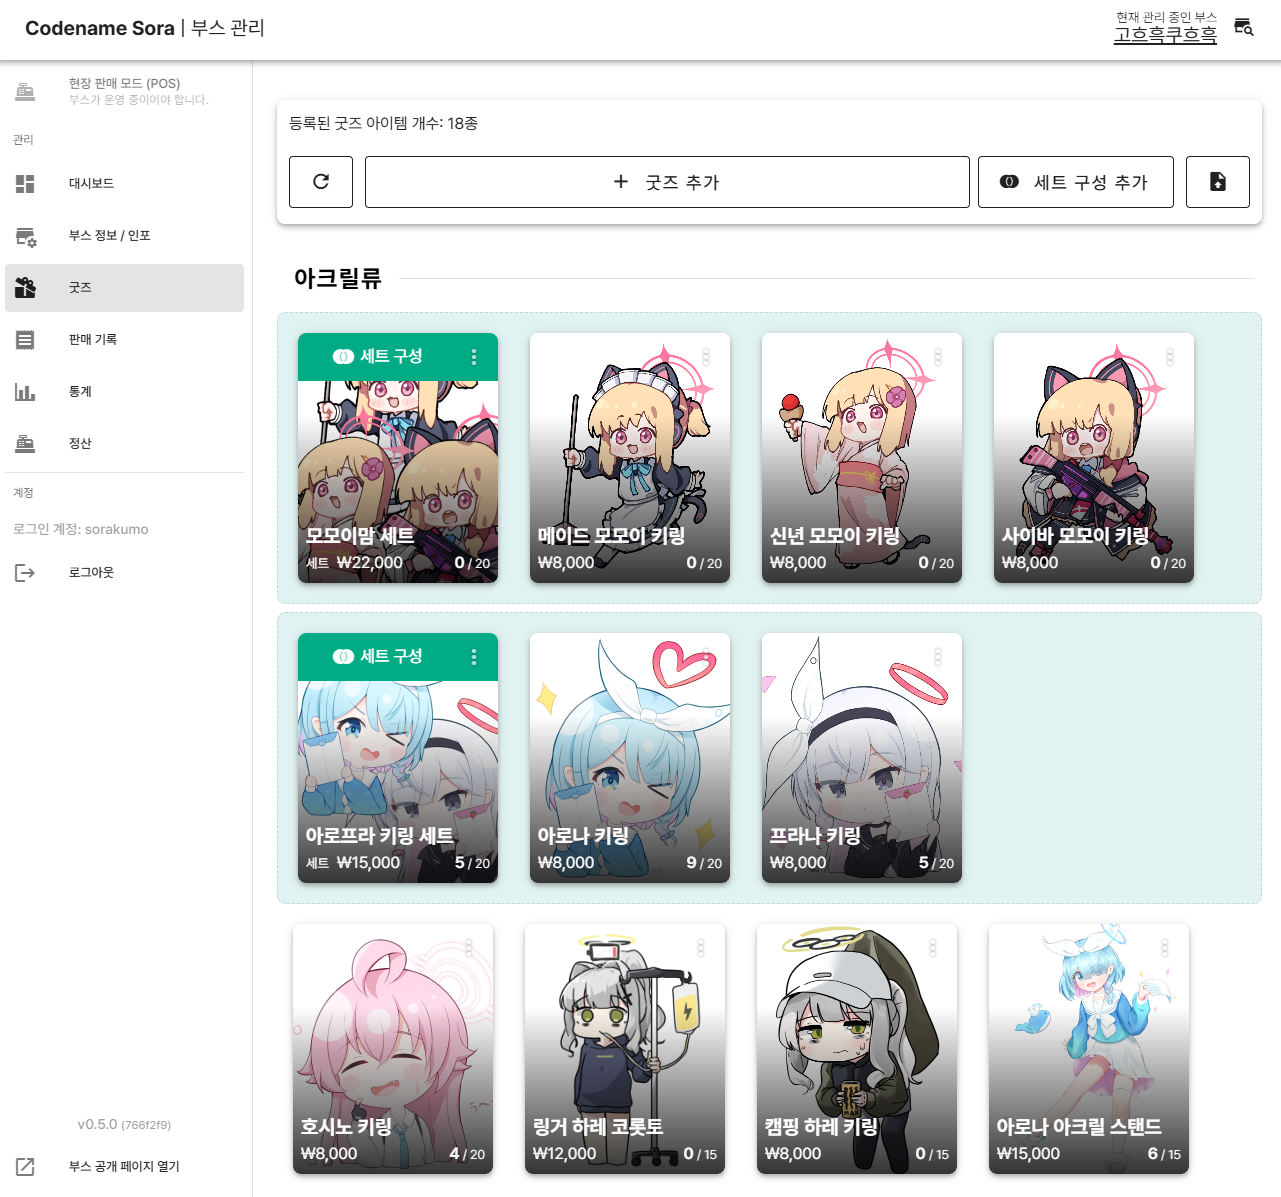 Codename Sora | 부스 관리
현재 관리 중인 부스
고흐흑쿠흐흑
현장 판매 모드 (POS)
부스가 운영 중이어야 합니다.
관리
대시보드
부스 정보 / 인포
굿즈
판매 기록
통계
정산
계정
로그인 계정: sorakumo
로그아웃
v0.5.0 (766f2f9)
부스 공개 페이지 열기
등록된 굿즈 아이템 개수: 18종
굿즈 추가
세트 구성 추가
아크릴류
세트 구성
모모이맘 세트
세트 ₩22,000 0 / 20
메이드 모모이 키링
₩8,000 0 / 20
신년 모모이 키링
₩8,000 0 / 20
사이바 모모이 키링
₩8,000 0 / 20
세트 구성
아로프라 키링 세트
세트 ₩15,000 5 / 20
아로나 키링
₩8,000 9 / 20
프라나 키링
₩8,000 5 / 20
호시노 키링
₩8,000 4 / 20
링거 하레 코롯토
₩12,000 0 / 15
캠핑 하레 키링
₩8,000 0 / 15
아로나 아크릴 스탠드
₩15,000 6 / 15